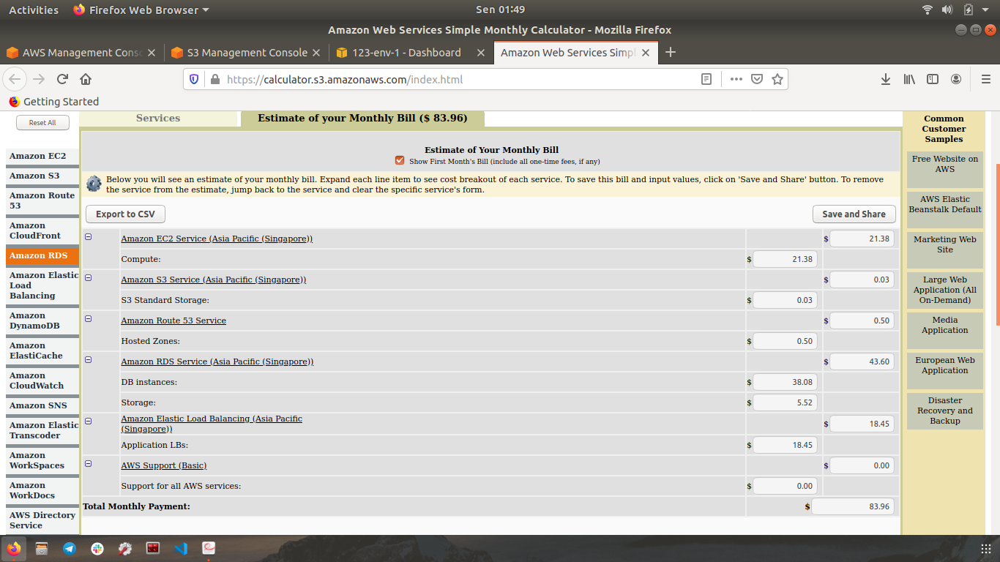 Activities Firefox Web Browser Sen 01:49
Amazon Web Services Simple Monthly Calculator - Mozilla Firefox
AWS Management Cons S3 Management Console 123-env-1 - Dashboard Amazon Web Services Simpl
https://calculator.s3.amazonaws.com/index.html
Getting Started
Reset All
Amazon EC2
Amazon S3
Amazon Route
53
Amazon
CloudFront
Amazon RDS
Amazon Elastic
Load
Balancing
Amazon
DynamoDB
Amazon
ElastiCache
Amazon
CloudWatch
Amazon SNS
Amazon Elastic
Transcoder
Amazon
WorkSpaces
Amazon
WorkDocs
AWS Directory
Service
Services Estimate of your Monthly Bill ($ 83.96)
Estimate of Your Monthly Bill
Show First Month's Bill (include all one-time fees, if any)
Below you will see an estimate of your monthly bill. Expand each line item to see cost breakout of each service. To save this bill and input values, click on 'Save and Share' button. To remove
the service from the estimate, jump back to the service and clear the specific service's form.
Export to CSV Save and Share
Amazon EC2 Service (Asia Pacific (Singapore)) $ 21.38
Compute: $ 21.38
Amazon S3 Service (Asia Pacific (Singapore)) $ 0.03
S3 Standard Storage: $ 0.03
Amazon Route 53 Service $ 0.50
Hosted Zones: $ 0.50
Amazon RDS Service (Asia Pacific (Singapore)) $ 43.60
DB instances: $ 38.08
Storage: $ 5.52
Amazon Elastic Load Balancing (Asia Pacific
(Singapore)) $ 18.45
Application LBs: $ 18.45
AWS Support (Basic) $ 0.00
Support for all AWS services: $ 0.00
Total Monthly Payment: $ 83.96
Common
Customer
Samples
Free Website on
AWS
AWS Elastic
Beanstalk Default
Marketing Web
Site
Large Web
Application (All
On-Demand)
Media
Application
European Web
Application
Disaster
Recovery and
Backup